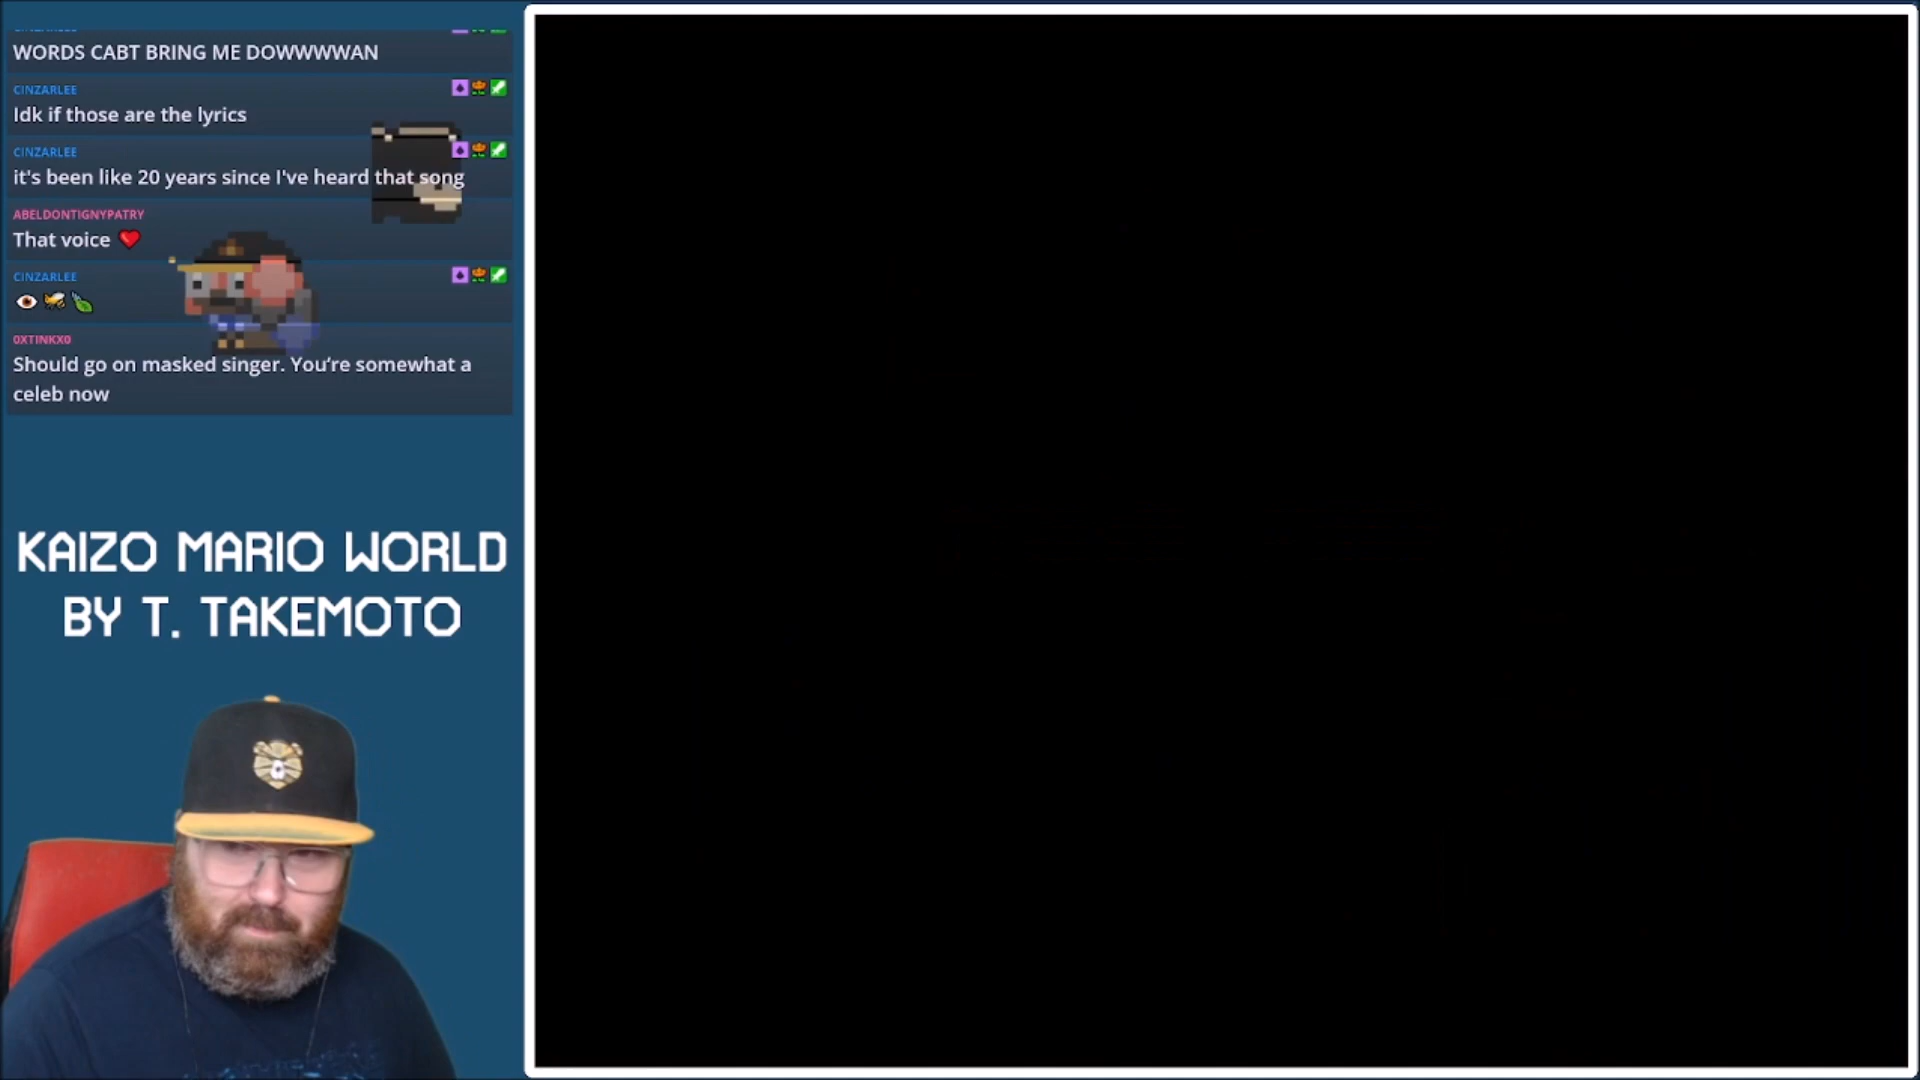 WORDS CABT BRING ME DOWWWWAN
CINZARLEE
Idk if those are the lyrics
CINZARLEE
it's been like 20 years since I've heard that song
ABELDONTIGNYPATRY
That voice ❤️
CINZARLEE
👁️🐝🍃
0XTINKX0
Should go on masked singer. You’re somewhat a
celeb now
KAIZO MARIO WORLD
BY T. TAKEMOTO